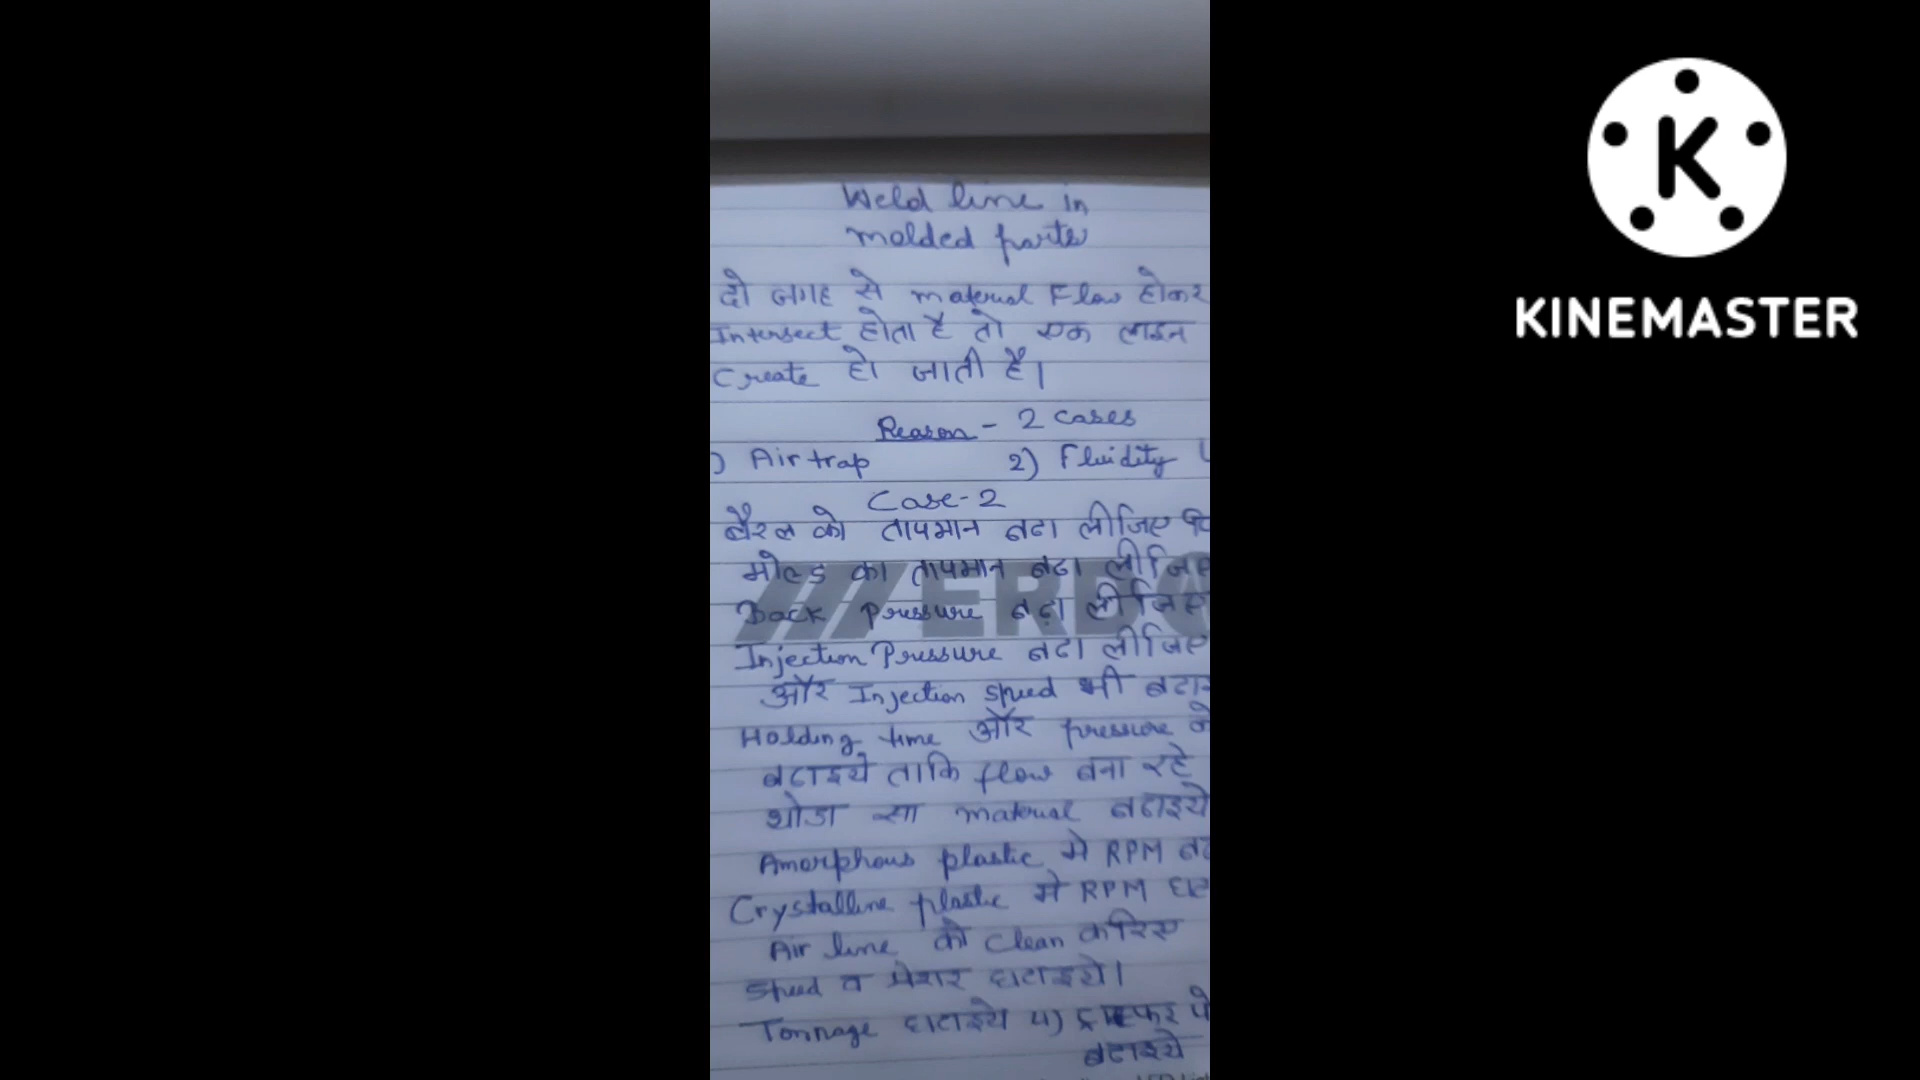 Weld line in
molded parts
दो जगह से material Flow होकर
Intersect होता है तो एक लाइन
Create हो जाती है।
Reason - 2 cases
) Air trap 2) Fluidity
Case-2
बैरल को तापमान बढा लीजिए
मोल्ड का तापमान बढा लीजिए
Back Pressure बढ़ा लीजिए
Injection Pressure बढा लीजिए
और Injection speed भी
Holding time और pressure
बढाइये ताकि flow बना रहे
थोडा सा material बढाइये
Amorphous plastic मे RPM
Crystalline plastic मे RPM
Air line को clean करिए
Speed व प्रेशर घटाइये।
Tonnage घटाइये 4)
बढाइये
K
KINEMASTER